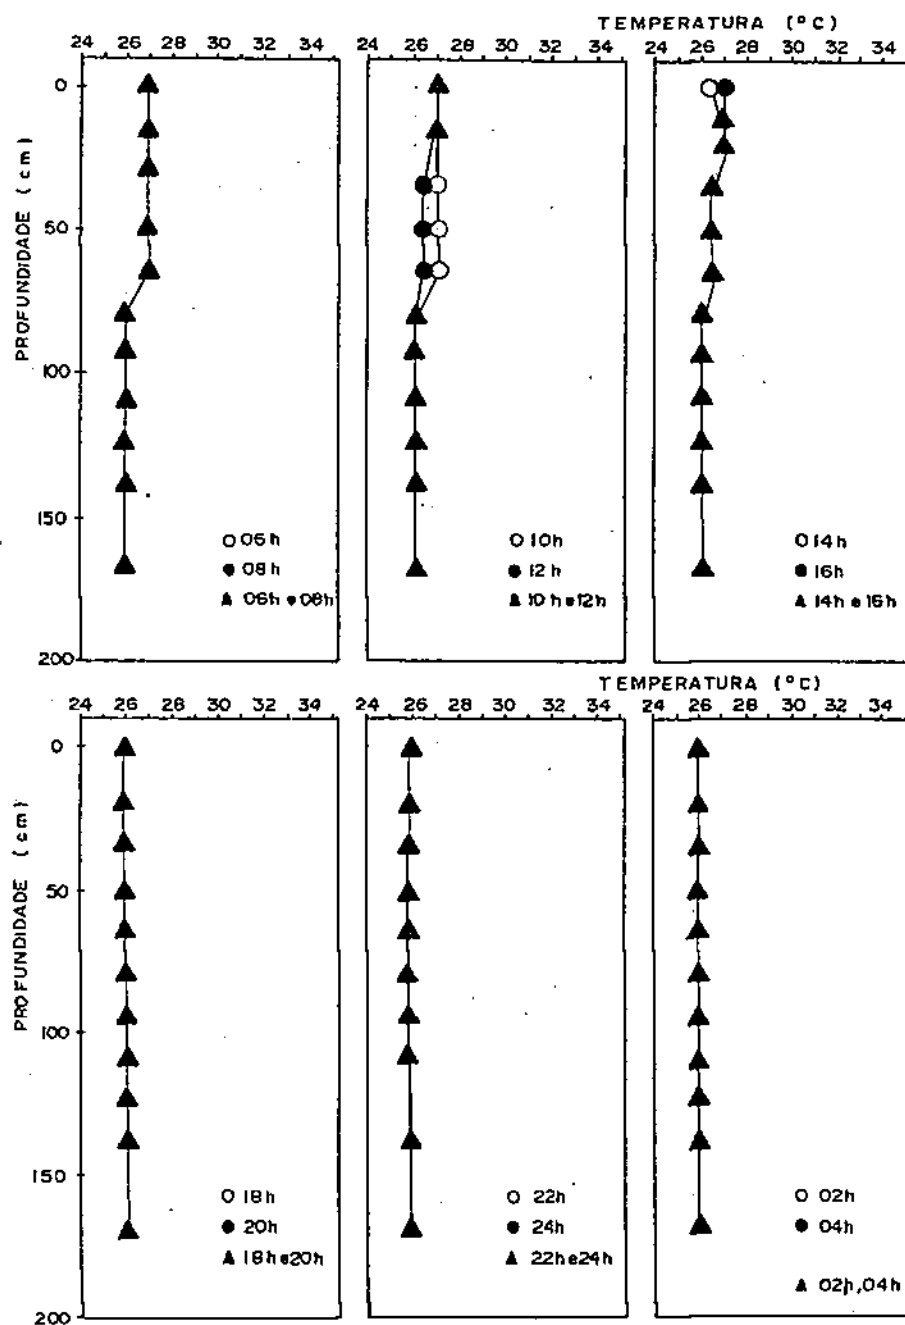 TEMPERATURA (°C)
24 26 28 30 32 34
24 26 28 30 32 34
24 26 28 30 32 34
PROFUNDIDADE (cm)
0
50
100
150
200
○ 06h
● 08h
▲ 06h e 08h
○ 10h
● 12h
▲ 10h e 12h
○ 14h
● 16h
▲ 14h e 16h
TEMPERATURA (°C)
24 26 28 30 32 34
24 26 28 30 32 34
24 26 28 30 32 34
PROFUNDIDADE (cm)
0
50
100
150
200
○ 18h
● 20h
▲ 18h e 20h
○ 22h
● 24h
▲ 22h e 24h
○ 02h
● 04h
▲ 02h, 04h